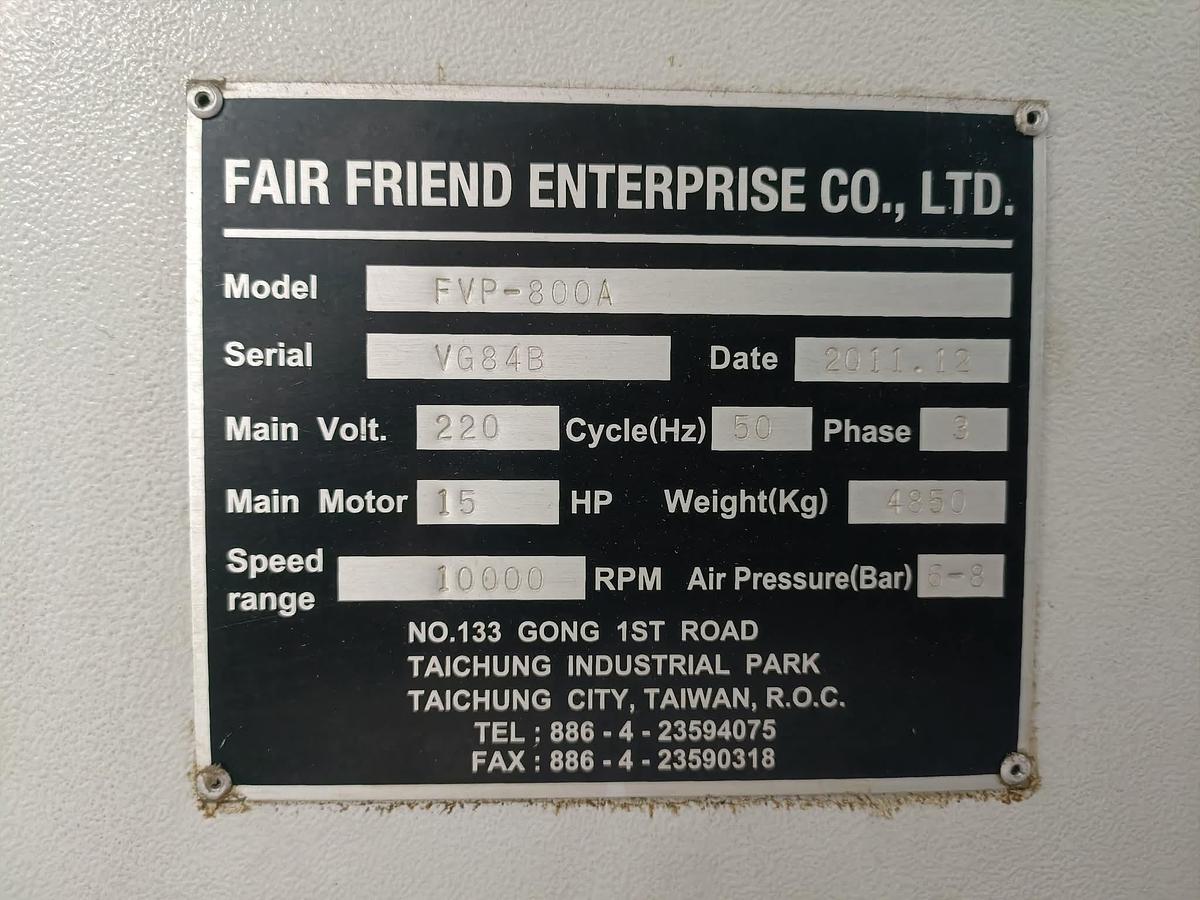 FAIR FRIEND ENTERPRISE CO., LTD.
Model FVP-800A
Serial VG84B Date 2011.12
Main Volt. 220 Cycle(Hz) 50 Phase 3
Main Motor 15 HP Weight(Kg) 4850
Speed range 10000 RPM Air Pressure(Bar) 6-8
NO.133 GONG 1ST ROAD
TAICHUNG INDUSTRIAL PARK
TAICHUNG CITY, TAIWAN, R.O.C.
TEL : 886 - 4 - 23594075
FAX : 886 - 4 - 23590318